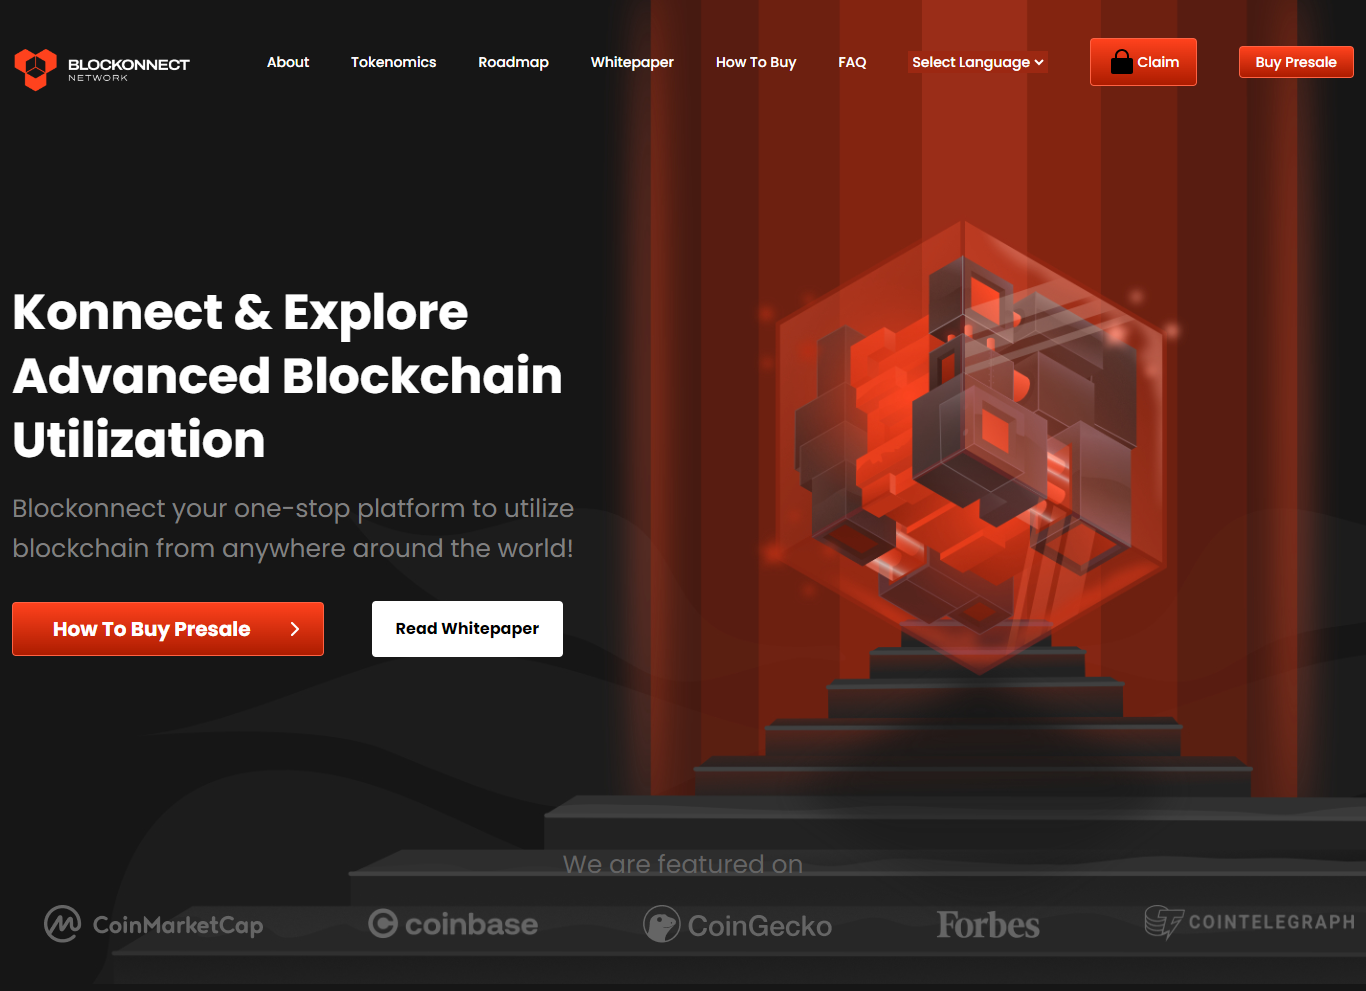 BLOCKONNECT
NETWORK
About
Tokenomics
Roadmap
Whitepaper
How To Buy
FAQ
Select Language
Claim
Buy Presale
Konnect & Explore
Advanced Blockchain
Utilization
Blockonnect your one-stop platform to utilize
blockchain from anywhere around the world!
How To Buy Presale
Read Whitepaper
We are featured on
CoinMarketCap
coinbase
CoinGecko
Forbes
COINTELEGRAPH